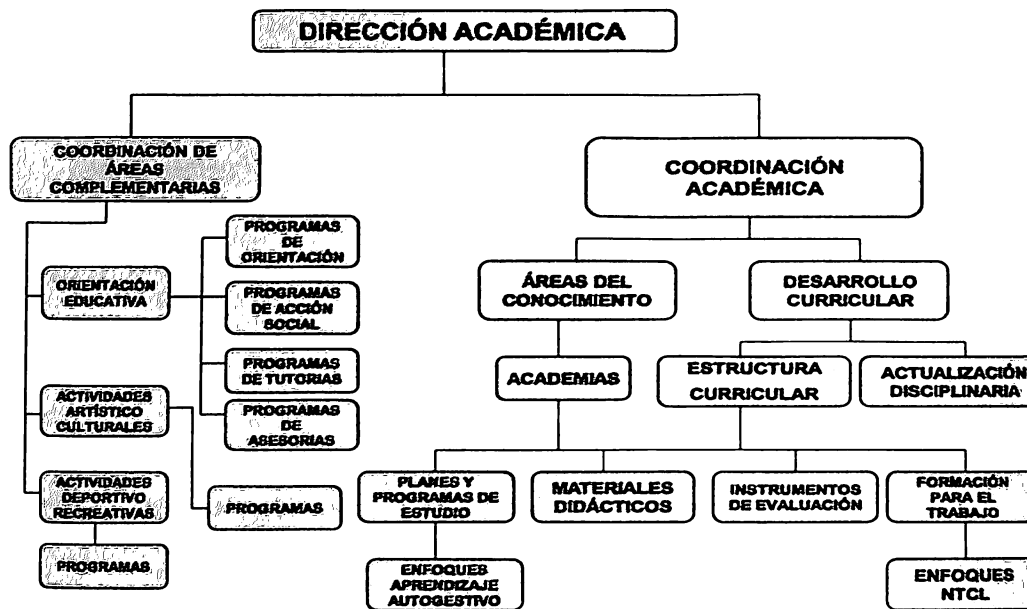 DIRECCIÓN ACADÉMICA
COORDINACIÓN DE
ÁREAS
COMPLEMENTARIAS
ORIENTACIÓN
EDUCATIVA
PROGRAMAS
DE
ORIENTACIÓN
PROGRAMAS
DE ACCIÓN
SOCIAL
PROGRAMAS
DE TUTORIAS
PROGRAMAS
DE
ASESORIAS
ACTIVIDADES
ARTÍSTICO
CULTURALES
PROGRAMAS
ACTIVIDADES
DEPORTIVO
RECREATIVAS
PROGRAMAS
COORDINACIÓN
ACADÉMICA
ÁREAS DEL
CONOCIMIENTO
DESARROLLO
CURRICULAR
ACADEMIAS
ESTRUCTURA
CURRICULAR
ACTUALIZACIÓN
DISCIPLINARIA
PLANES Y
PROGRAMAS DE
ESTUDIO
MATERIALES
DIDÁCTICOS
INSTRUMENTOS
DE EVALUACIÓN
FORMACIÓN
PARA EL
TRABAJO
ENFOQUES
APRENDIZAJE
AUTOGESTIVO
ENFOQUES
NTCL